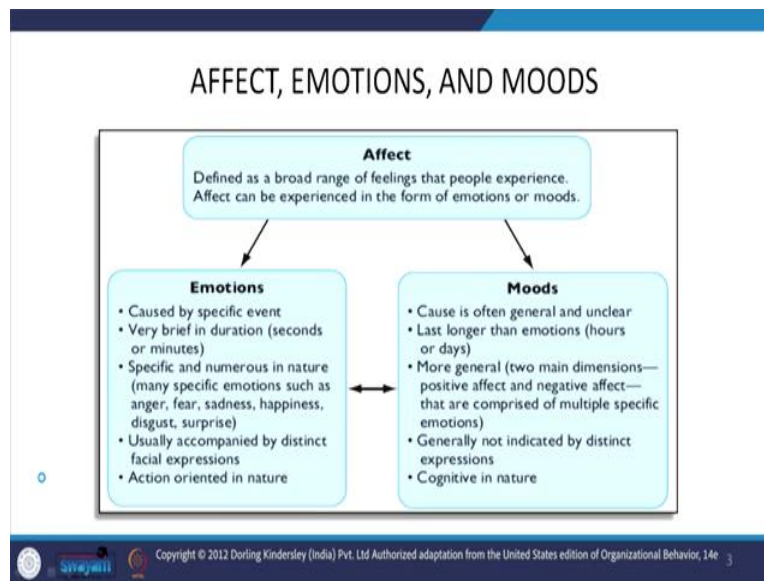 AFFECT, EMOTIONS, AND MOODS
Affect
Defined as a broad range of feelings that people experience.
Affect can be experienced in the form of emotions or moods.
Emotions
• Caused by specific event
• Very brief in duration (seconds
or minutes)
• Specific and numerous in nature
(many specific emotions such as
anger, fear, sadness, happiness,
disgust, surprise)
• Usually accompanied by distinct
facial expressions
• Action oriented in nature
Moods
• Cause is often general and unclear
• Last longer than emotions (hours
or days)
• More general (two main dimensions—
positive affect and negative affect—
that are comprised of multiple specific
emotions)
• Generally not indicated by distinct
expressions
• Cognitive in nature
swayam
Copyright © 2012 Dorling Kindersley (India) Pvt. Ltd Authorized adaptation from the United States edition of Organizational Behavior, 14e
3